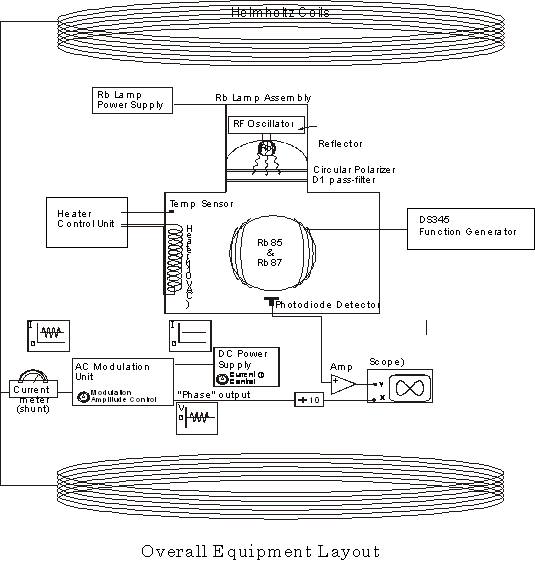 Helmholtz Coils
Rb Lamp
Power Supply
Rb Lamp Assembly
RF Oscillator
Rb
Reflector
Circular Polarizer
D1 pass-filter
Temp Sensor
Heater
Control Unit
Heater(110VAC)
Rb 85
&
Rb 87
DS345
Function Generator
Photodiode Detector
I
0
I
0
DC Power
Supply
Current
Control
AC Modulation
Unit
Modulation
Amplitude Control
Current
meter
(shunt)
"Phase" output
V
0
÷ 10
Amp
Scope)
Y
X
Overall Equipment Layout